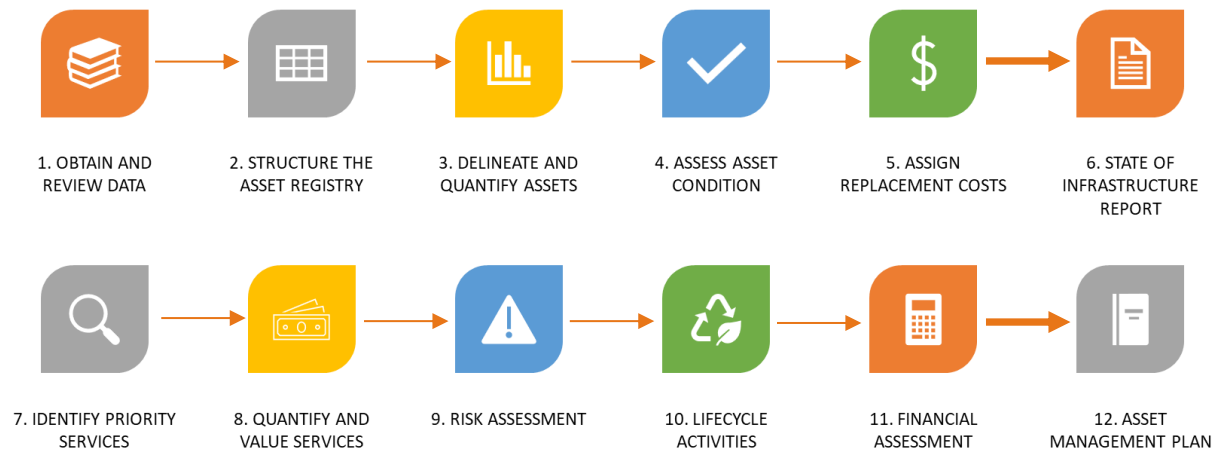 1. OBTAIN AND
REVIEW DATA
2. STRUCTURE THE
ASSET REGISTRY
3. DELINEATE AND
QUANTIFY ASSETS
4. ASSESS ASSET
CONDITION
5. ASSIGN
REPLACEMENT COSTS
6. STATE OF
INFRASTRUCTURE
REPORT
7. IDENTIFY PRIORITY
SERVICES
8. QUANTIFY AND
VALUE SERVICES
9. RISK ASSESSMENT
10. LIFECYCLE
ACTIVITIES
11. FINANCIAL
ASSESSMENT
12. ASSET
MANAGEMENT PLAN